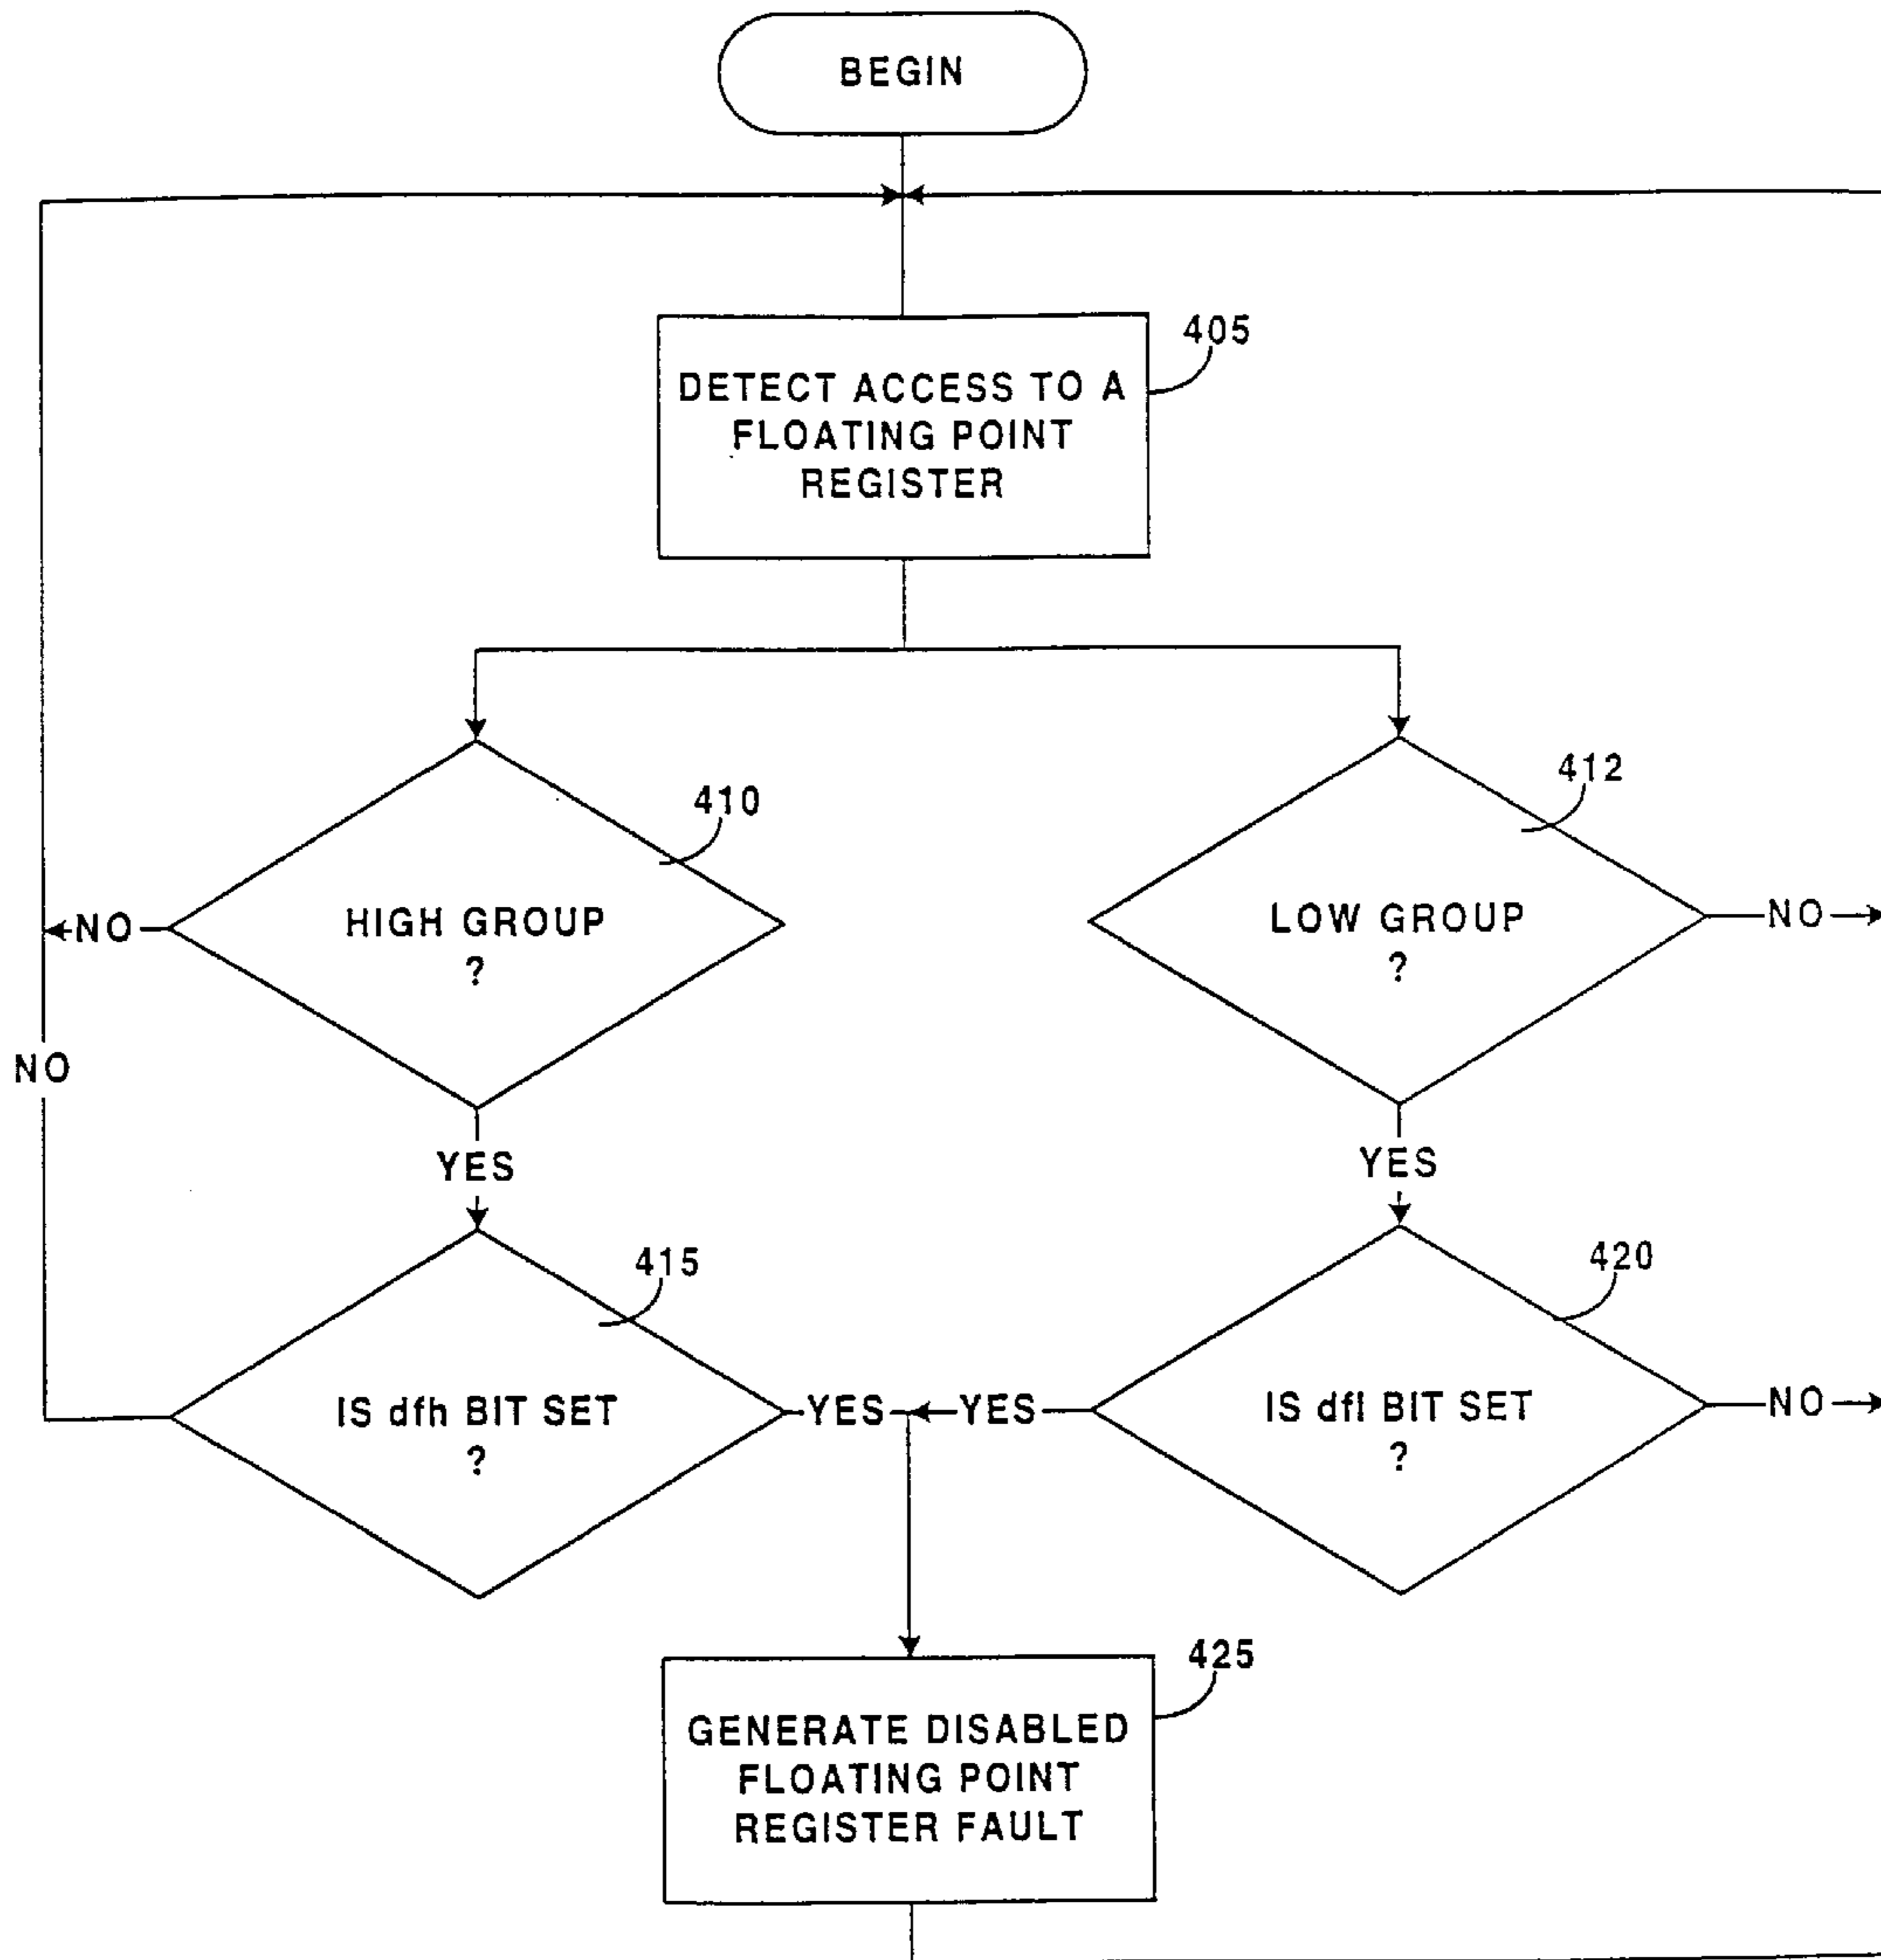 BEGIN
405
DETECT ACCESS TO A
FLOATING POINT
REGISTER
410
412
HIGH GROUP
?
NO
LOW GROUP
?
NO
NO
YES
YES
415
420
IS dfh BIT SET
?
YES
YES
IS dfl BIT SET
?
NO
425
GENERATE DISABLED
FLOATING POINT
REGISTER FAULT